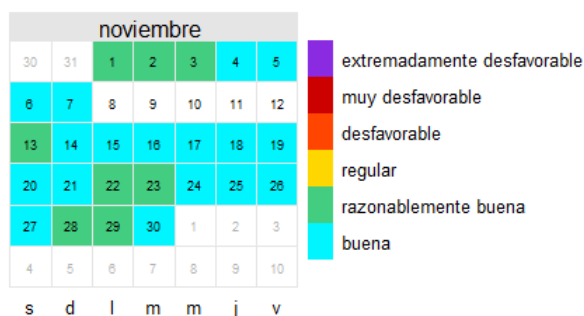 noviembre
30 31 1 2 3 4 5
6 7 8 9 10 11 12
13 14 15 16 17 18 19
20 21 22 23 24 25 26
27 28 29 30 1 2 3
4 5 6 7 8 9 10
s d l m m j v
extremadamente desfavorable
muy desfavorable
desfavorable
regular
razonablemente buena
buena